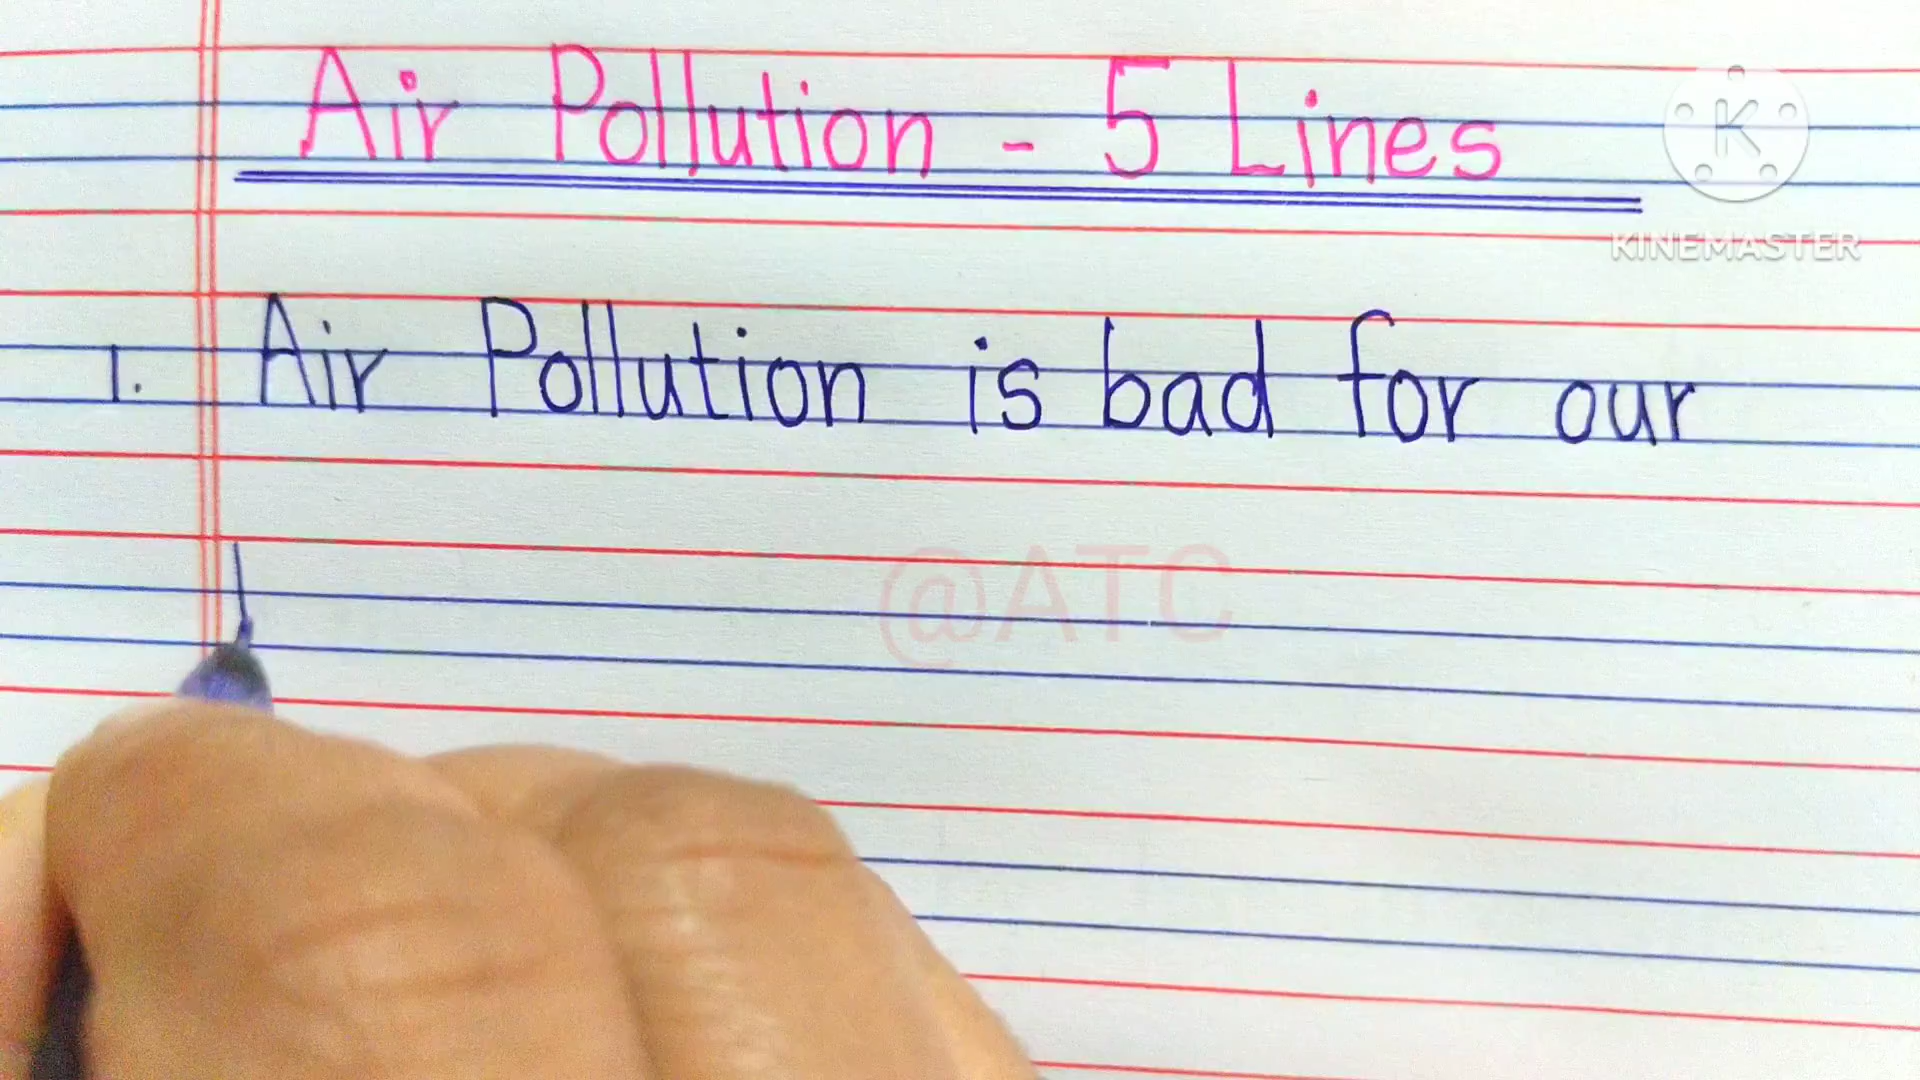 Air Pollution - 5 Lines
K
KINEMASTER
1. Air Pollution is bad for our
@ATC